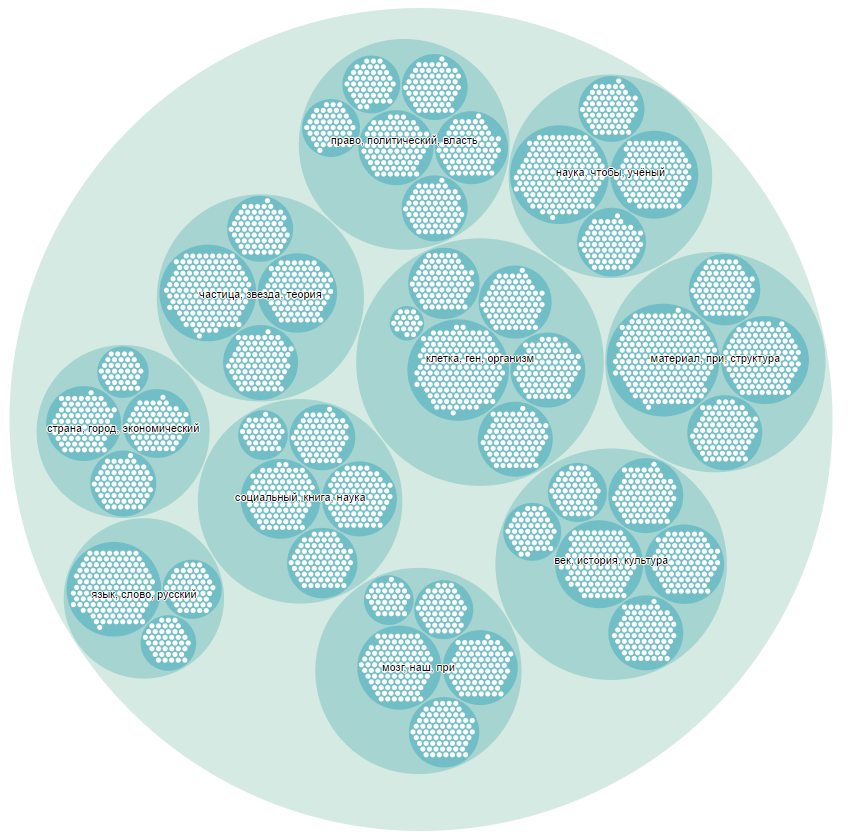 право, политический, власть
наука, чтобы, ученый
частица, звезда, теория
клетка, ген, организм
материал, при, структура
страна, город, экономический
социальный, книга, наука
век, история, культура
язык, слово, русский
мозг, наш, при